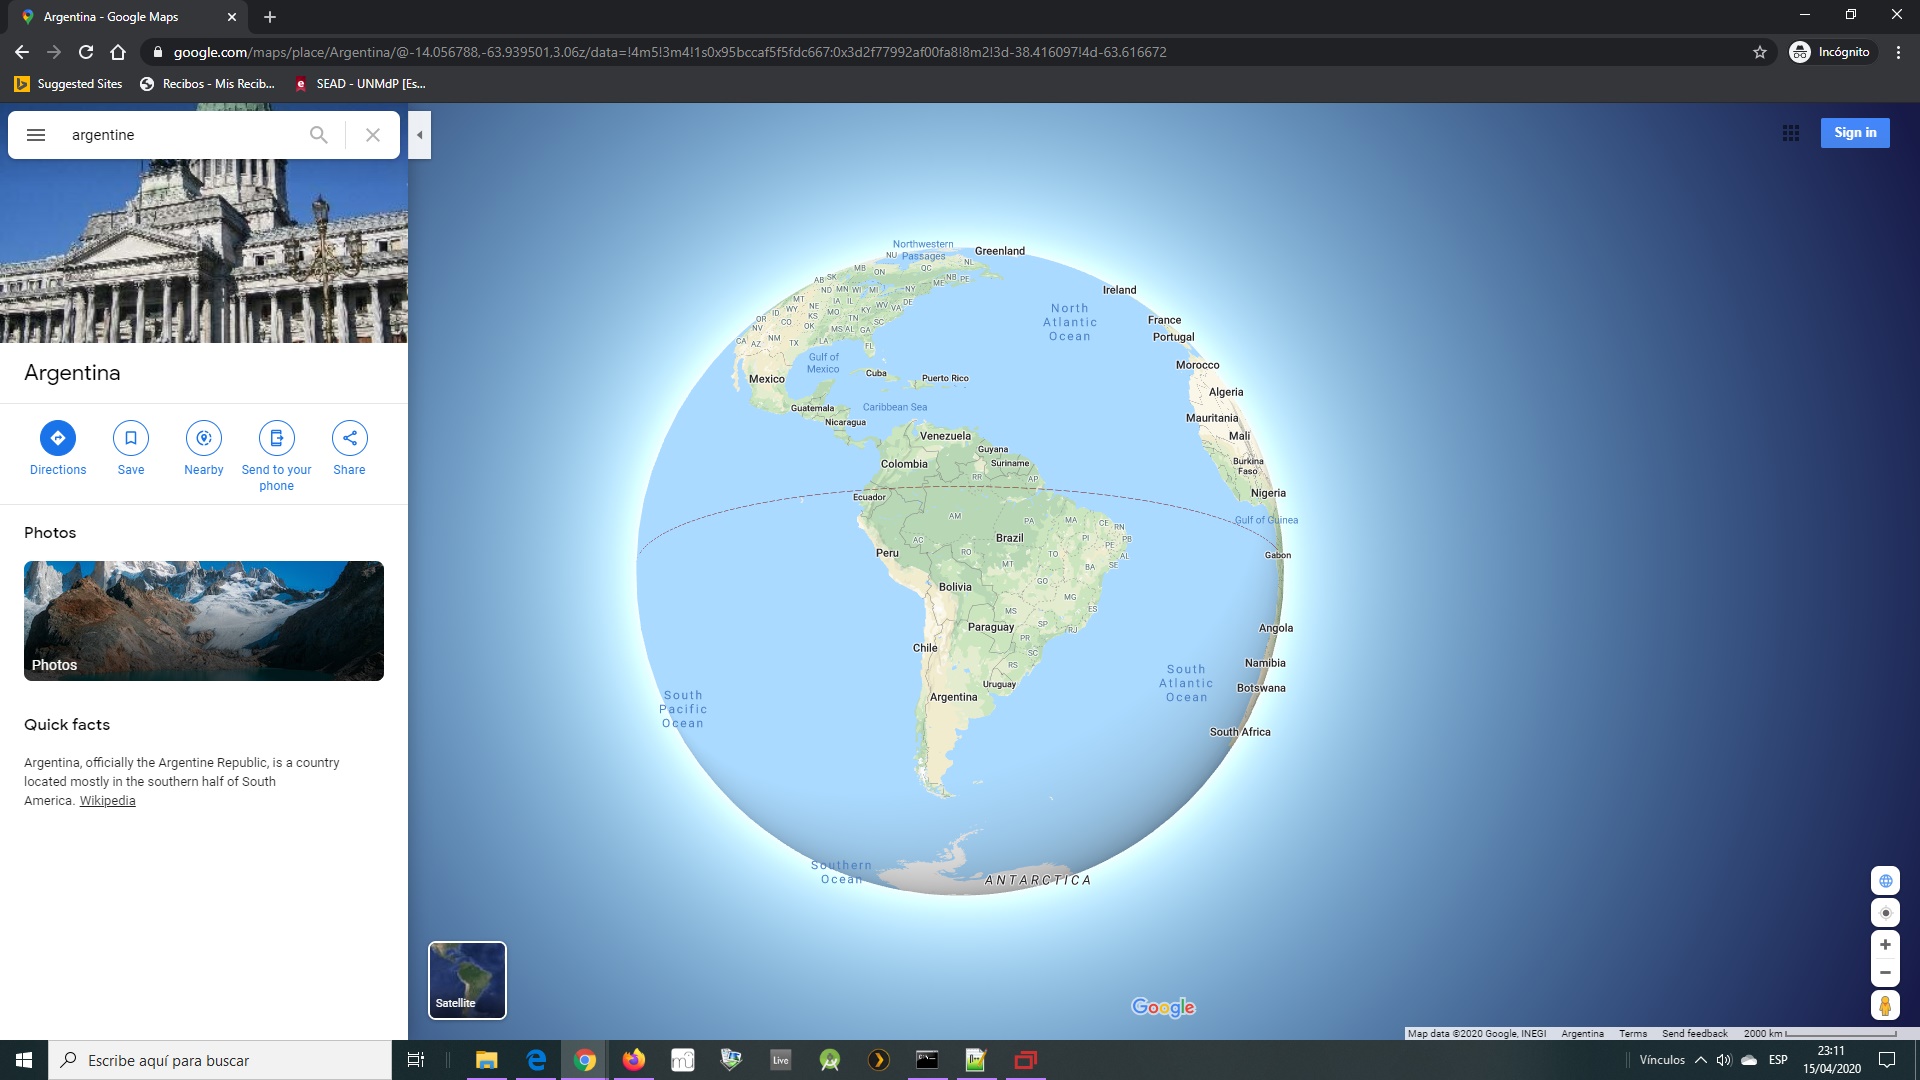 Argentina - Google Maps
google.com/maps/place/Argentina/@-14.056788,-63.939501,3.06z/data=!4m5!3m4!1s0x95bccaf5f5fdc667:0x3d2f77992af00fa8!8m2!3d-38.416097!4d-63.616672
Incógnito
Suggested Sites
Recibos - Mis Recib...
SEAD - UNMdP [Es...
argentine
Sign in
Argentina
Directions
Save
Nearby
Send to your
phone
Share
Photos
Photos
Quick facts
Argentina, officially the Argentine Republic, is a country
located mostly in the southern half of South
America. Wikipedia
Northwestern
Passages
Greenland
NU
NL
MB
ON
QC
AB
SK
NB
PE
ND
MN
WI
MI
NY
ME
MT
ID
WY
NE
IA
IL
WV
VA
DE
OR
NV
CO
KS
MO
KY
TN
SC
UT
OK
MS
AL
GA
CA
AZ
NM
TX
LA
FL
Ireland
North
Atlantic
Ocean
France
Portugal
Gulf of
Mexico
Morocco
Mexico
Cuba
Puerto Rico
Algeria
Guatemala
Caribbean Sea
Nicaragua
Mauritania
Mali
Venezuela
Guyana
Suriname
Colombia
Burkina
Faso
RR
AP
Ecuador
Nigeria
AM
PA
MA
CE
RN
Gulf of Guinea
Peru
AC
Brazil
PI
PB
PE
AL
RO
TO
Gabon
MT
BA
SE
Bolivia
GO
MG
ES
MS
SP
RJ
Paraguay
PR
Angola
Chile
SC
RS
Namibia
South
Atlantic
Ocean
Uruguay
Botswana
Argentina
South
Pacific
Ocean
South Africa
Southern
Ocean
ANTARCTICA
Satellite
Google
Map data ©2020 Google, INEGI
Argentina
Terms
Send feedback
2000 km
Escribe aquí para buscar
mu
Live
Vínculos
ESP
23:11
15/04/2020